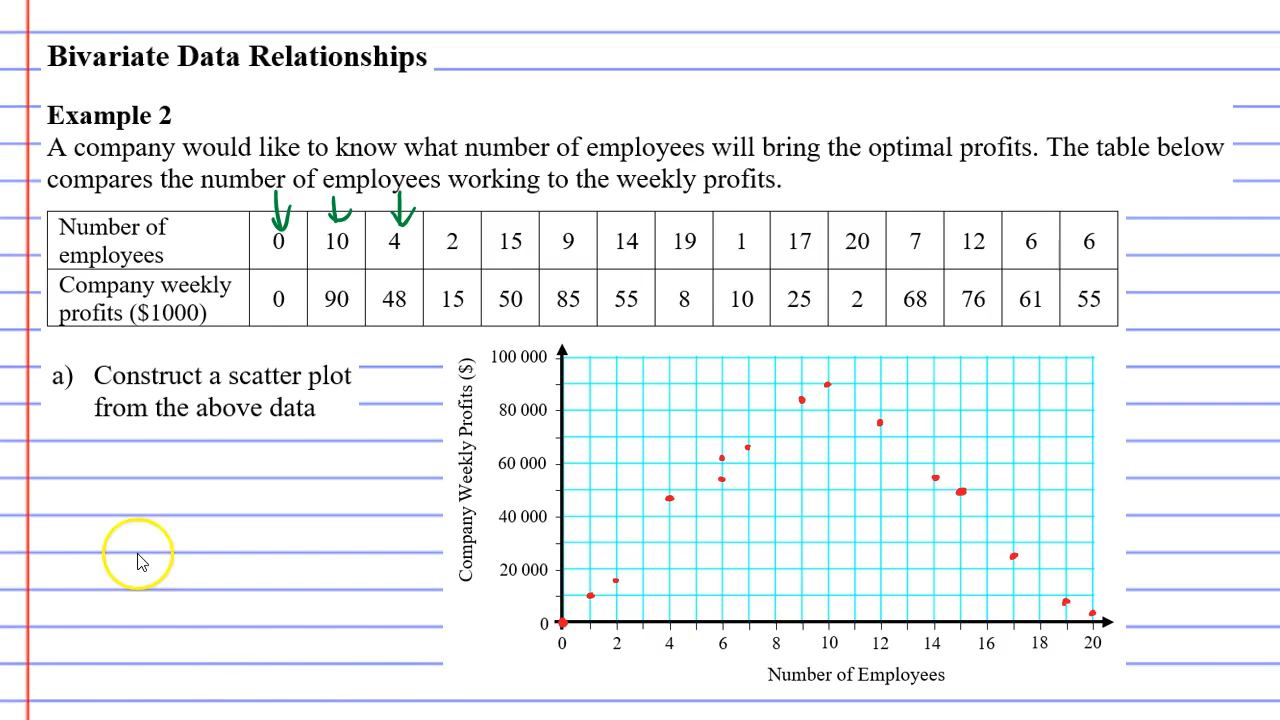 Bivariate Data Relationships
Example 2
A company would like to know what number of employees will bring the optimal profits. The table below
compares the number of employees working to the weekly profits.
Number of employees 0 10 4 2 15 9 14 19 1 17 20 7 12 6 6
Company weekly profits ($1000) 0 90 48 15 50 85 55 8 10 25 2 68 76 61 55
a) Construct a scatter plot
from the above data
Company Weekly Profits ($)
100 000
80 000
60 000
40 000
20 000
0
0 2 4 6 8 10 12 14 16 18 20
Number of Employees